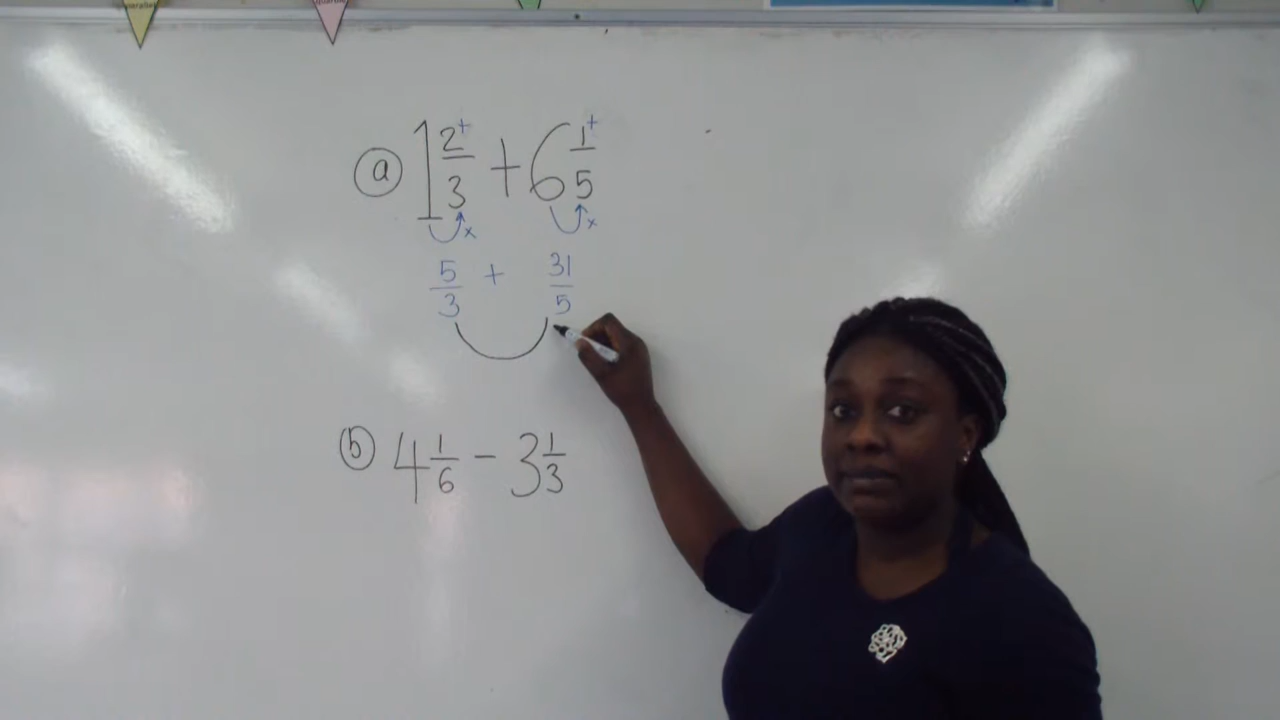 ⓐ 1 2/3 + 6 1/5
+ +
x x
5/3 + 31/5
ⓑ 4 1/6 - 3 1/3